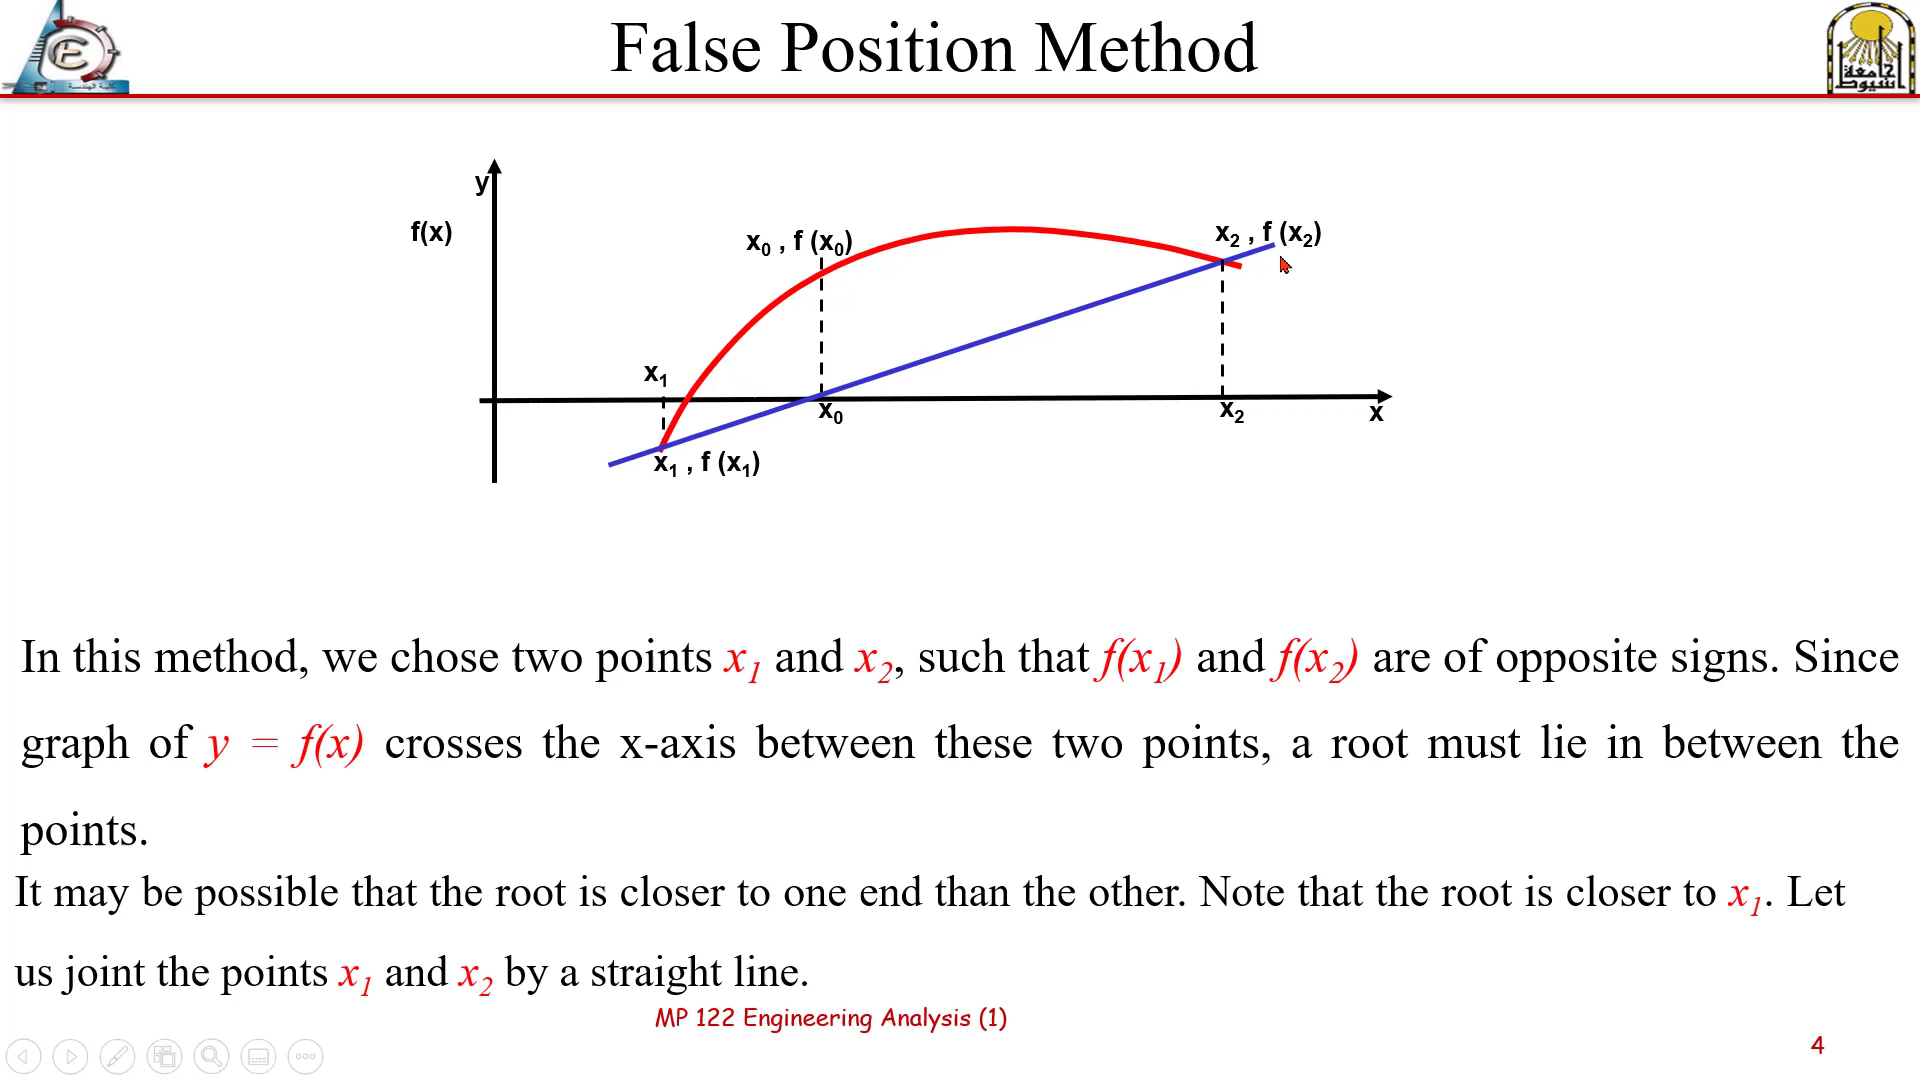 False Position Method
كلية الهندسة
جامعة
أسيوط
y
f(x)
x0 , f (x0)
x2 , f (x2)
x1
x0
x2
x
x1 , f (x1)
In this method, we chose two points x1 and x2, such that f(x1) and f(x2) are of opposite signs. Since
graph of y = f(x) crosses the x-axis between these two points, a root must lie in between the
points.
It may be possible that the root is closer to one end than the other. Note that the root is closer to x1. Let
us joint the points x1 and x2 by a straight line.
MP 122 Engineering Analysis (1)
4